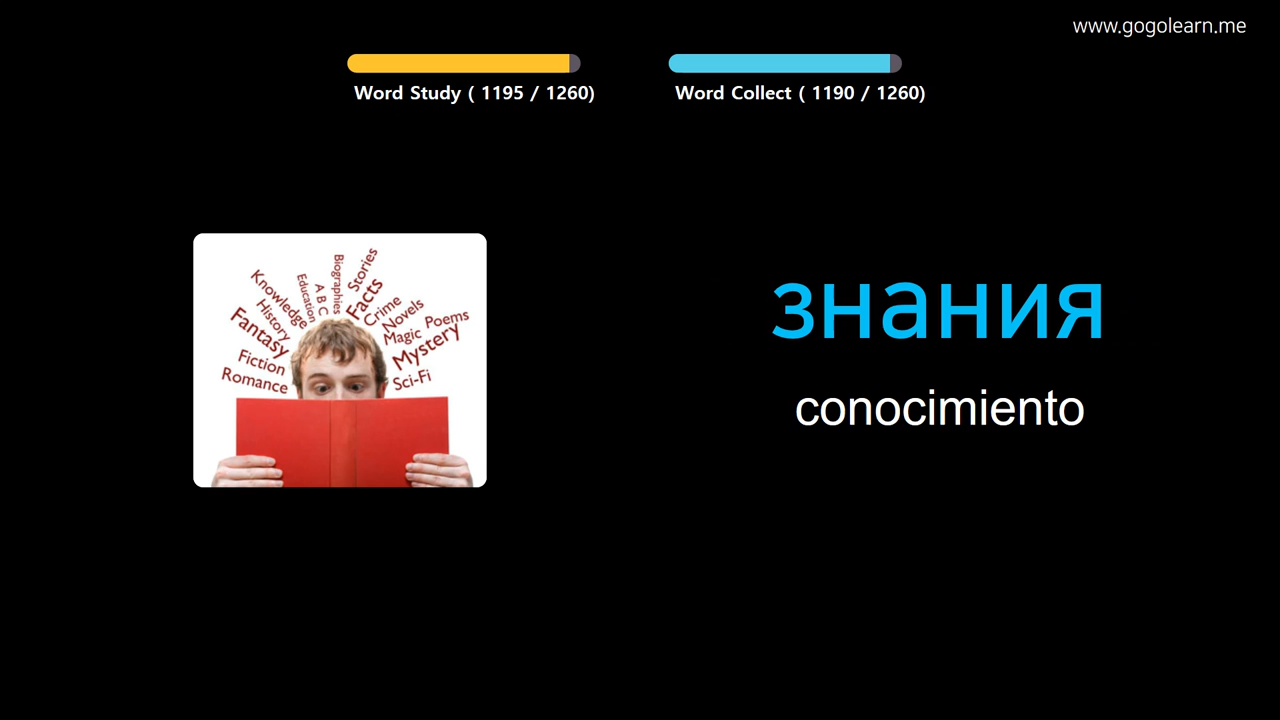 www.gogolearn.me
Word Study ( 1195 / 1260)
Word Collect ( 1190 / 1260)
Stories
Biographies
Facts
A B C
Education
Knowledge
Crime
History
Novels
Fantasy
Poems
Magic
Mystery
Fiction
Romance
Sci-Fi
знания
conocimiento